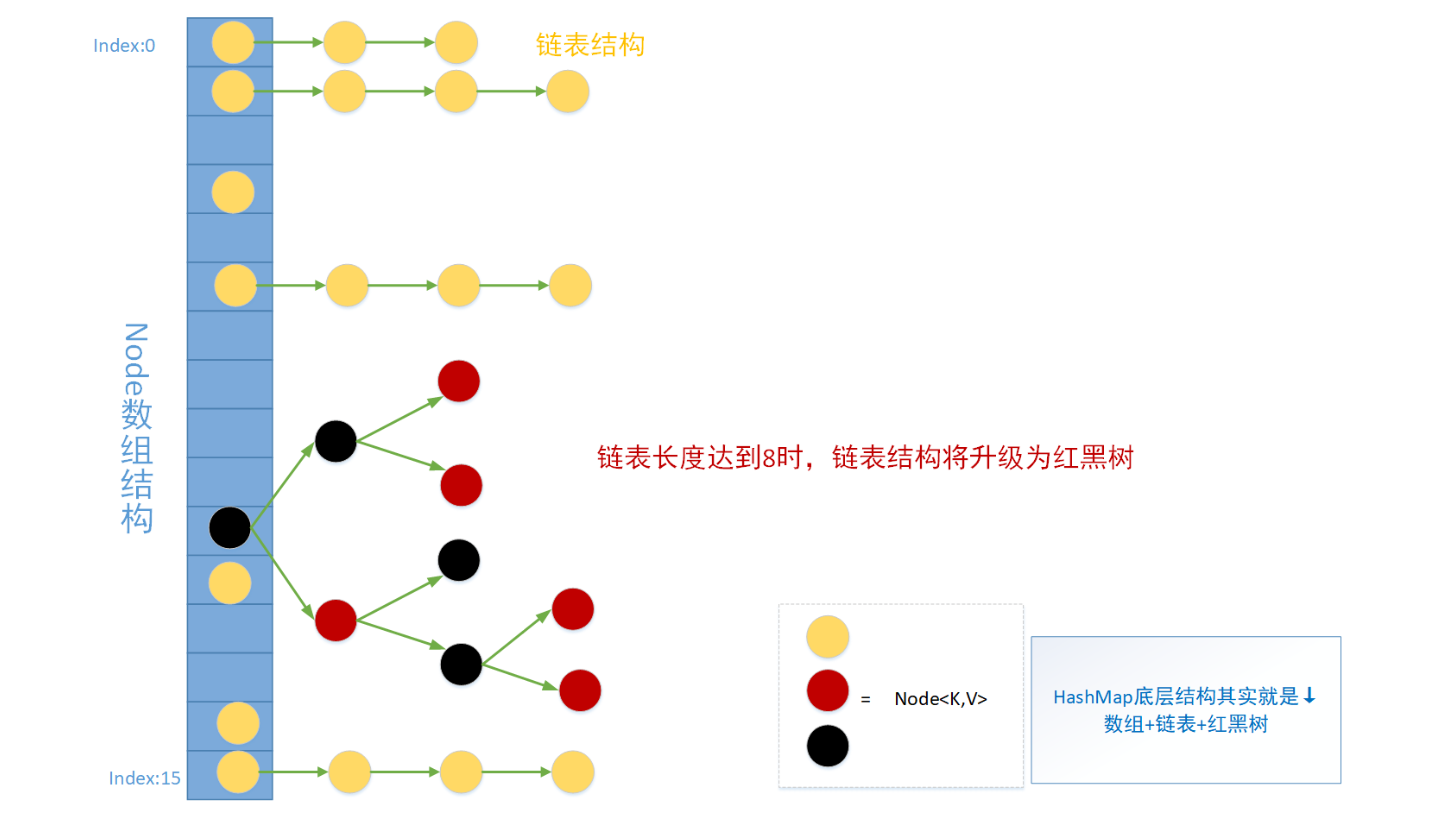 Index:0
链表结构
Node数组结构
链表长度达到8时，链表结构将升级为红黑树
= Node<K,V>
HashMap底层结构其实就是↓
数组+链表+红黑树
Index:15